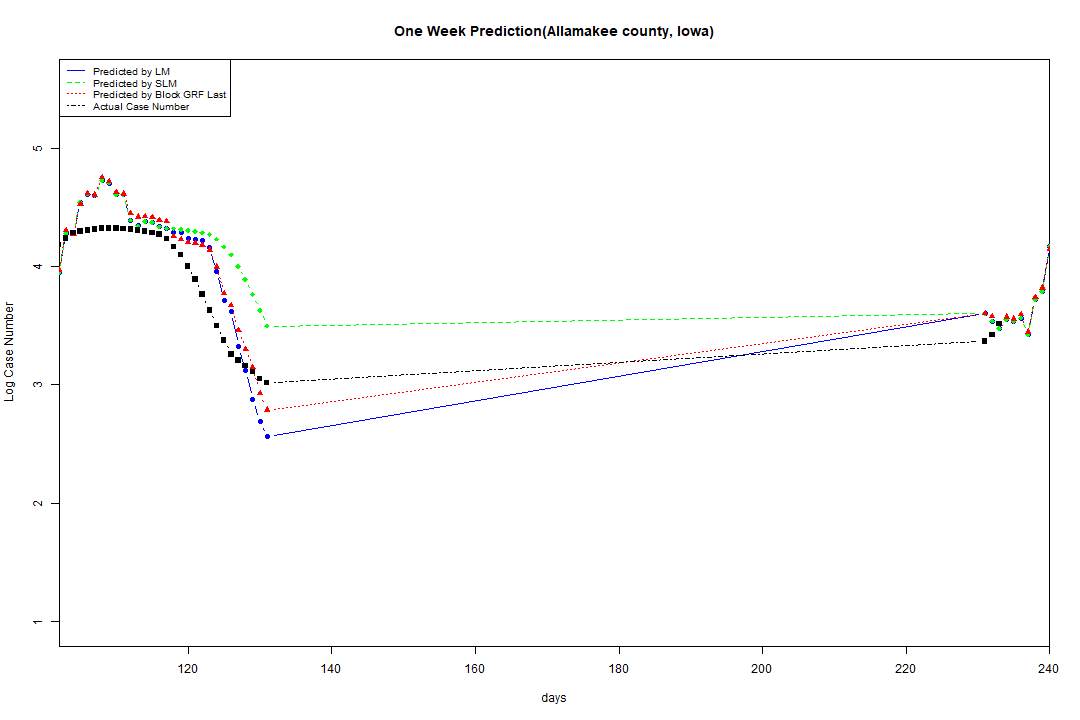 One Week Prediction(Allamakee county, Iowa)
Predicted by LM
Predicted by SLM
Predicted by Block GRF Last
Actual Case Number
5
4
3
2
1
Log Case Number
120 140 160 180 200 220 240
days